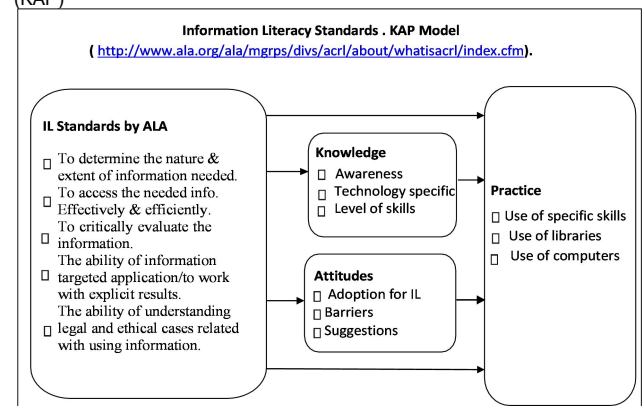 (KAP)
Information Literacy Standards . KAP Model
( http://www.ala.org/ala/mgrps/divs/acrl/about/whatisacrl/index.cfm).
IL Standards by ALA
To determine the nature &
extent of information needed.
To access the needed info.
Effectively & efficiently.
To critically evaluate the
information.
The ability of information
targeted application/to work
with explicit results.
The ability of understanding
legal and ethical cases related
with using information.
Knowledge
Awareness
Technology specific
Level of skills
Attitudes
Adoption for IL
Barriers
Suggestions
Practice
Use of specific skills
Use of libraries
Use of computers